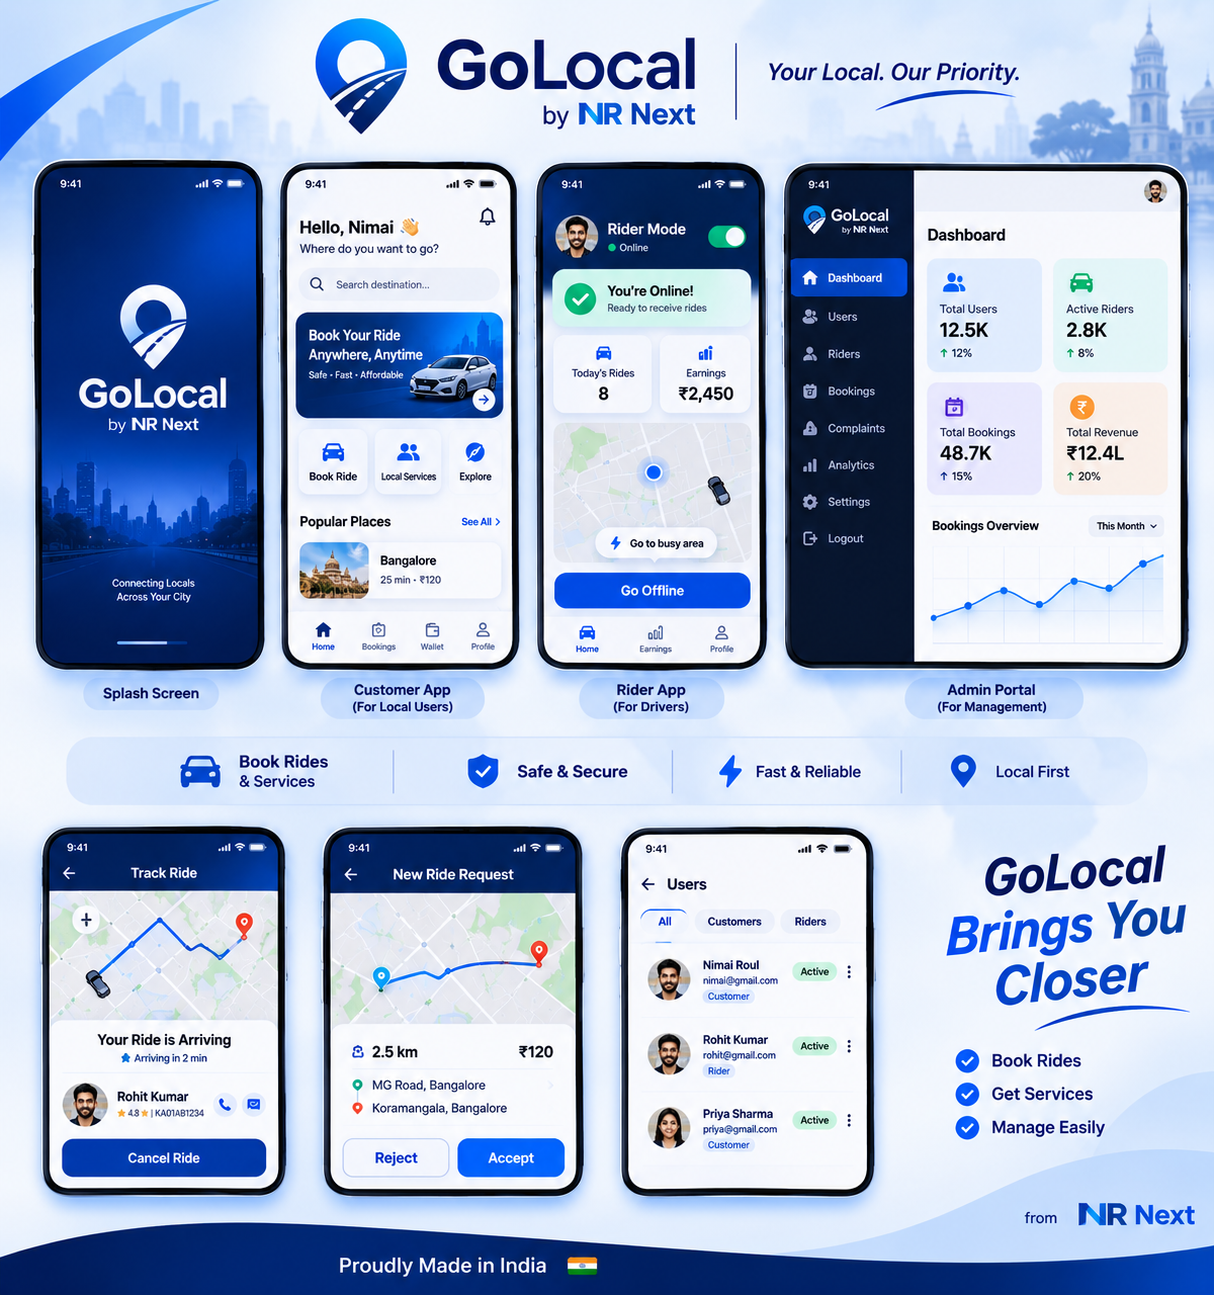 GoLocal
by NR Next
Your Local. Our Priority.
9:41
GoLocal
by NR Next
Connecting Locals
Across Your City
Splash Screen
9:41
Hello, Nimai 👋
Where do you want to go?
Search destination...
Book Your Ride
Anywhere, Anytime
Safe • Fast • Affordable
Book Ride
Local Services
Explore
Popular Places
See All >
Bangalore
25 min • ₹120
Home
Bookings
Wallet
Profile
Customer App
(For Local Users)
9:41
Rider Mode
Online
You're Online!
Ready to receive rides
Today's Rides
8
Earnings
₹2,450
Go to busy area
Go Offline
Home
Earnings
Profile
Rider App
(For Drivers)
9:41
GoLocal
by NR Next
Dashboard
Users
Riders
Bookings
Complaints
Analytics
Settings
Logout
Dashboard
Total Users
12.5K
↑ 12%
Active Riders
2.8K
↑ 8%
Total Bookings
48.7K
↑ 15%
₹
Total Revenue
₹12.4L
↑ 20%
Bookings Overview
This Month
Admin Portal
(For Management)
Book Rides
& Services
Safe & Secure
Fast & Reliable
Local First
9:41
Track Ride
+
Your Ride is Arriving
Arriving in 2 min
Rohit Kumar
4.8 | KA01AB1234
Cancel Ride
9:41
New Ride Request
2.5 km
₹120
MG Road, Bangalore
Koramangala, Bangalore
Reject
Accept
9:41
Users
All
Customers
Riders
Nimai Roul
nimai@gmail.com
Customer
Active
Rohit Kumar
rohit@gmail.com
Rider
Active
Priya Sharma
priya@gmail.com
Customer
Active
GoLocal
Brings You
Closer
Book Rides
Get Services
Manage Easily
from NR Next
Proudly Made in India